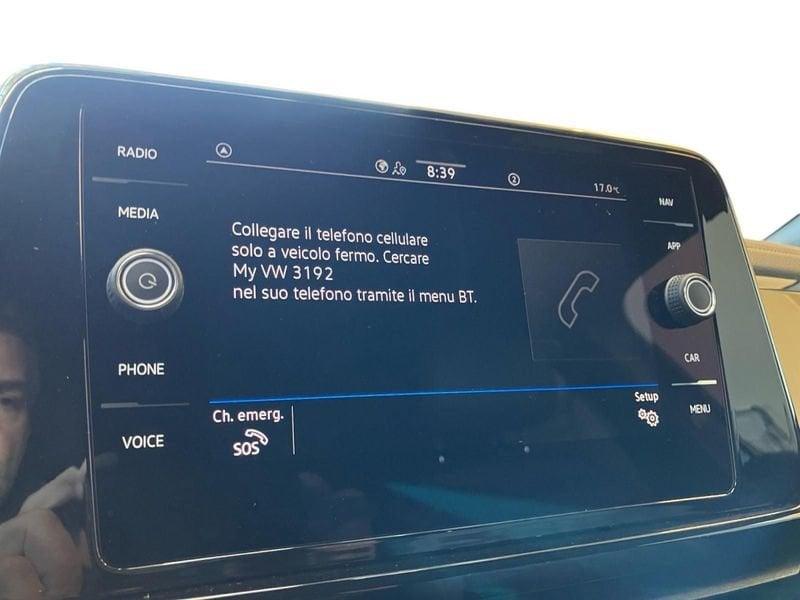 RADIO
MEDIA
PHONE
VOICE
8:39
2
17.0°C
Collegare il telefono cellulare
solo a veicolo fermo. Cercare
My VW 3192
nel suo telefono tramite il menu BT.
Ch. emerg.
SOS
Setup
NAV
APP
CAR
MENU